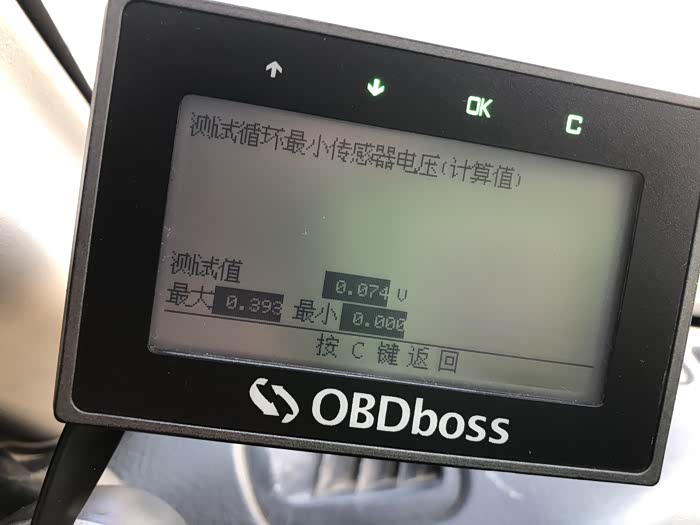 OK C
测试循环最小传感器电压(计算值)
测试值 0.074 V
最大 0.393 最小 0.000
按 C 键返回
OBDboss